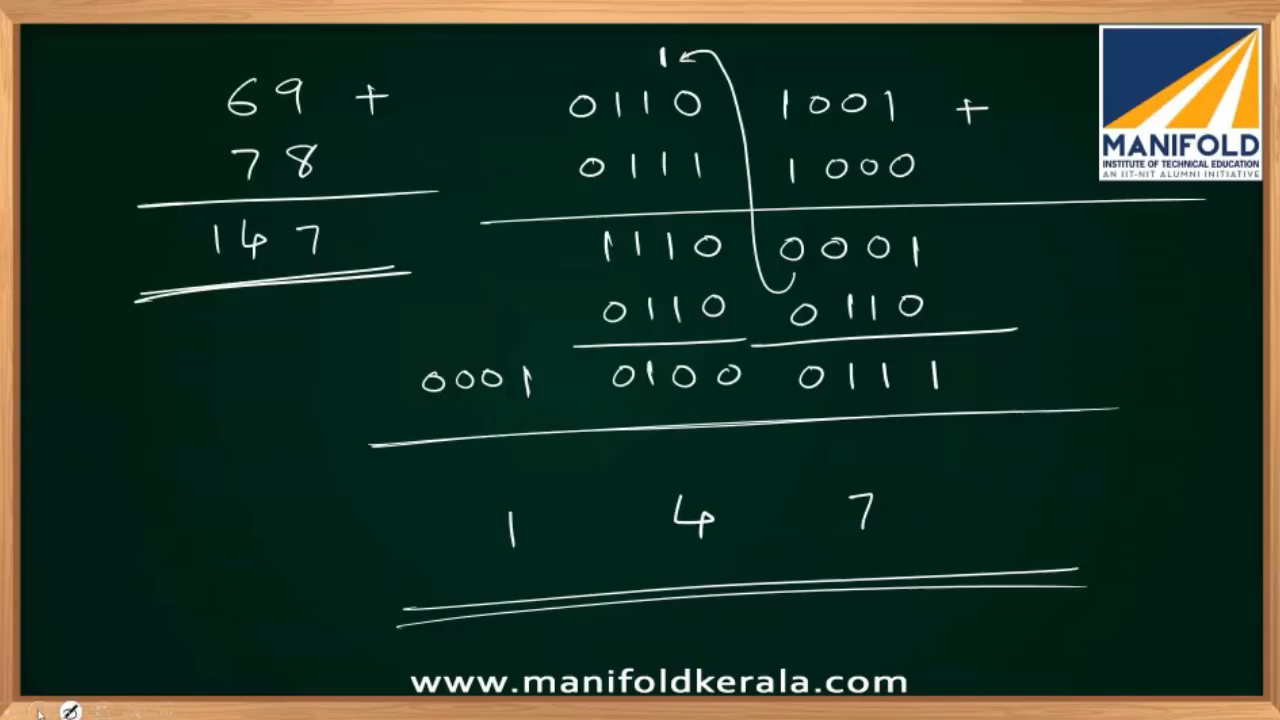 69 +
78
147
1
0110 1001 +
0111 1000
1110 0001
0110 0110
0001 0100 0111
1 4 7
MANIFOLD
INSTITUTE OF TECHNICAL EDUCATION
AN IIT-NIT ALUMNI INITIATIVE
www.manifoldkerala.com